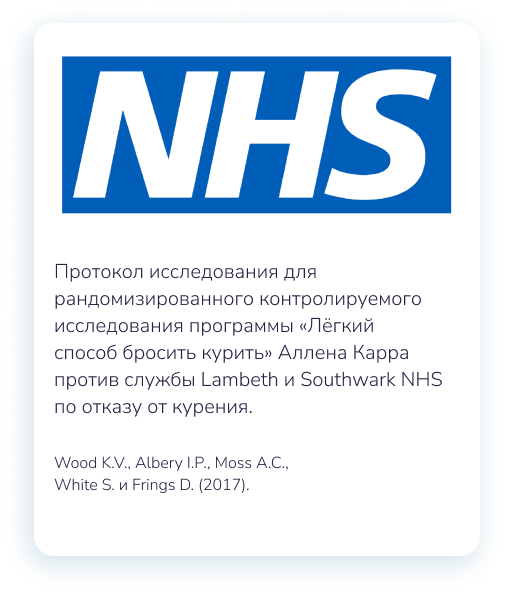 NHS
Протокол исследования для
рандомизированного контролируемого
исследования программы «Лёгкий
способ бросить курить» Аллена Карра
против службы Lambeth и Southwark NHS
по отказу от курения.
Wood K.V., Albery I.P., Moss A.C.,
White S. и Frings D. (2017).